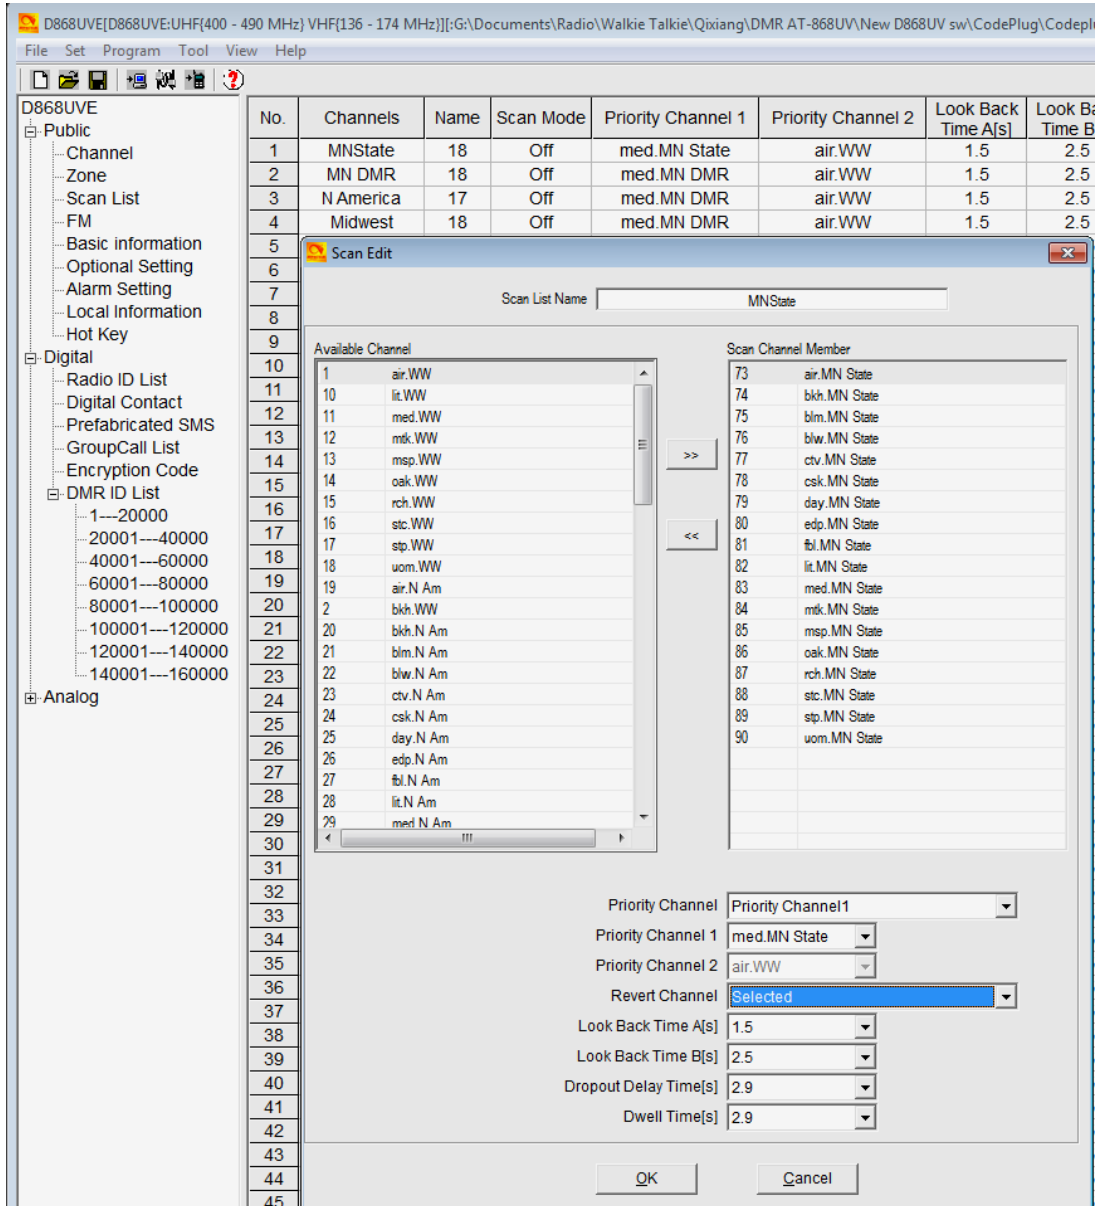 D868UVE[D868UVE:UHF{400 - 490 MHz} VHF{136 - 174 MHz}][:G:\Documents\Radio\Walkie Talkie\Qixiang\DMR AT-868UV\New D868UV sw\CodePlug\Codepl
File Set Program Tool View Help
D868UVE
Public
Channel
Zone
Scan List
FM
Basic information
Optional Setting
Alarm Setting
Local Information
Hot Key
Digital
Radio ID List
Digital Contact
Prefabricated SMS
GroupCall List
Encryption Code
DMR ID List
1---20000
20001---40000
40001---60000
60001---80000
80001---100000
100001---120000
120001---140000
140001---160000
Analog
No. Channels Name Scan Mode Priority Channel 1 Priority Channel 2 Look Back Time A[s] Look Ba Time B
1 MNState 18 Off med.MN State air.WW 1.5 2.5
2 MN DMR 18 Off med.MN DMR air.WW 1.5 2.5
3 N America 17 Off med.MN DMR air.WW 1.5 2.5
4 Midwest 18 Off med.MN DMR air.WW 1.5 2.5
5
6
7
8
9
10
11
12
13
14
15
16
17
18
19
20
21
22
23
24
25
26
27
28
29
30
31
32
33
34
35
36
37
38
39
40
41
42
43
44
45
Scan Edit
Scan List Name MNState
Available Channel
1 air.WW
10 lit.WW
11 med.WW
12 mtk.WW
13 msp.WW
14 oak.WW
15 rch.WW
16 stc.WW
17 stp.WW
18 uom.WW
19 air.N Am
2 bkh.WW
20 bkh.N Am
21 blm.N Am
22 blw.N Am
23 ctv.N Am
24 csk.N Am
25 day.N Am
26 edp.N Am
27 fbl.N Am
28 lit.N Am
29 med.N Am
>>
<<
Scan Channel Member
73 air.MN State
74 bkh.MN State
75 blm.MN State
76 blw.MN State
77 ctv.MN State
78 csk.MN State
79 day.MN State
80 edp.MN State
81 fbl.MN State
82 lit.MN State
83 med.MN State
84 mtk.MN State
85 msp.MN State
86 oak.MN State
87 rch.MN State
88 stc.MN State
89 stp.MN State
90 uom.MN State
Priority Channel Priority Channel1
Priority Channel 1 med.MN State
Priority Channel 2 air.WW
Revert Channel Selected
Look Back Time A[s] 1.5
Look Back Time B[s] 2.5
Dropout Delay Time[s] 2.9
Dwell Time[s] 2.9
OK Cancel